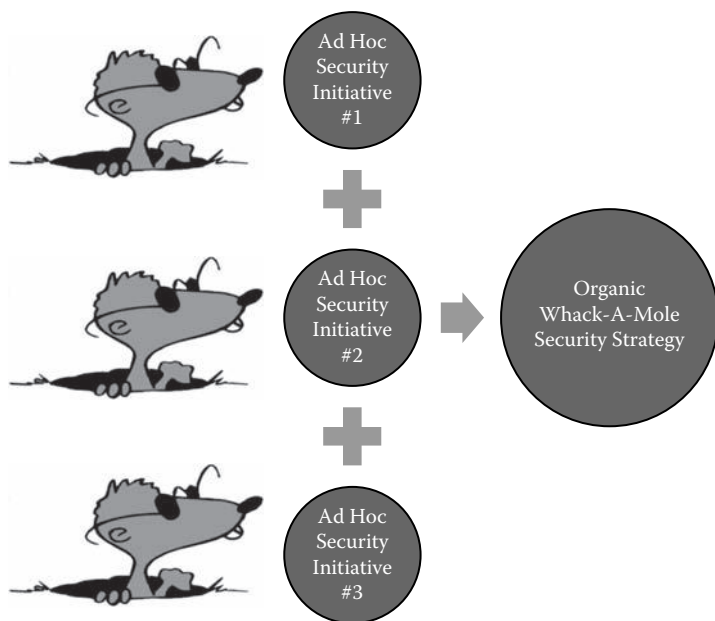 Ad Hoc
Security
Initiative
#1
Ad Hoc
Security
Initiative
#2
Organic
Whack-A-Mole
Security Strategy
Ad Hoc
Security
Initiative
#3